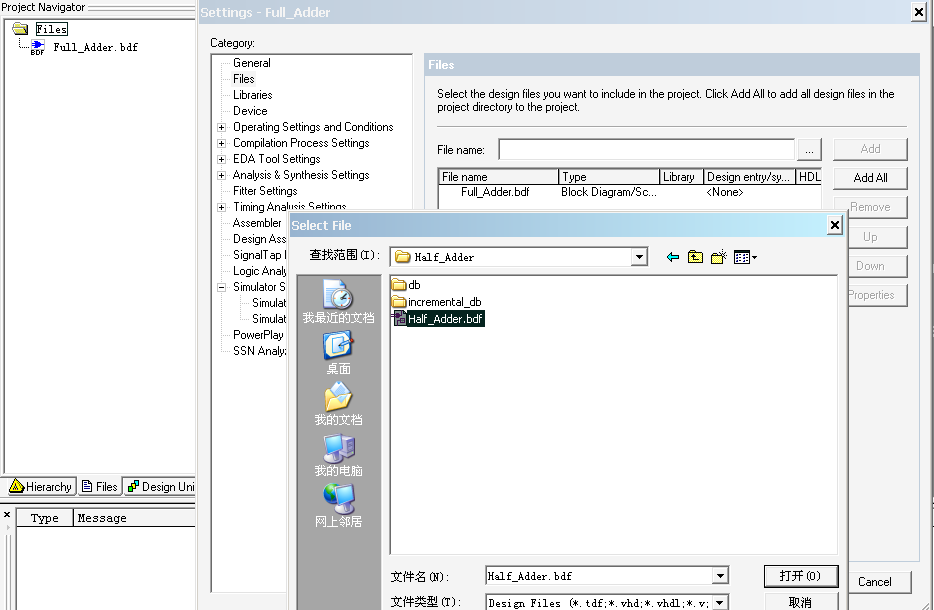 Project Navigator
Files
Full_Adder.bdf
Hierarchy
Files
Design Uni
Type
Message
Settings - Full_Adder
Category:
General
Files
Libraries
Device
Operating Settings and Conditions
Compilation Process Settings
EDA Tool Settings
Analysis & Synthesis Settings
Fitter Settings
Timing Analysis Settings
Assembler
Design Ass
SignalTap I
Logic Analy
Simulator S
Simulat
Simulat
PowerPlay
SSN Analyz
Files
Select the design files you want to include in the project. Click Add All to add all design files in the
project directory to the project.
File name:
...
Add
File name
Type
Library
Design entry/sy...
HDL
Add All
Full_Adder.bdf
Block Diagram/Sc...
<None>
Remove
Up
Down
Properties
Cancel
Select File
查找范围(I):
Half_Adder
我最近的文档
桌面
我的文档
我的电脑
网上邻居
db
incremental_db
Half_Adder.bdf
文件名(N):
Half_Adder.bdf
打开(O)
文件类型(T):
Design Files (*.tdf;*.vhd;*.vhdl;*.v;
取消